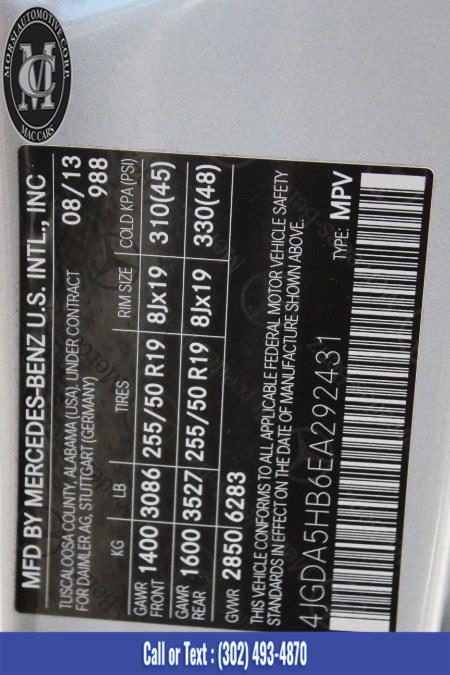 MORSI AUTOMOTIVE.CORP.
MC
MAC CARS
MFD BY MERCEDES-BENZ U.S. INTL., INC
TUSCALOOSA COUNTY, ALABAMA (USA), UNDER CONTRACT 08/13
FOR DAIMLER AG, STUTTGART (GERMANY) 988
KG LB TIRES RIM SIZE COLD KPA (PSI)
GAWR FRONT 1400 3086 255/50 R19 8Jx19 310(45)
GAWR REAR 1600 3527 255/50 R19 8Jx19 330(48)
GVWR 2850 6283
THIS VEHICLE CONFORMS TO ALL APPLICABLE FEDERAL MOTOR VEHICLE SAFETY
STANDARDS IN EFFECT ON THE DATE OF MANUFACTURE SHOWN ABOVE.
4JGDA5HB6EA292431 TYPE: MPV
Call or Text : (302) 493-4870